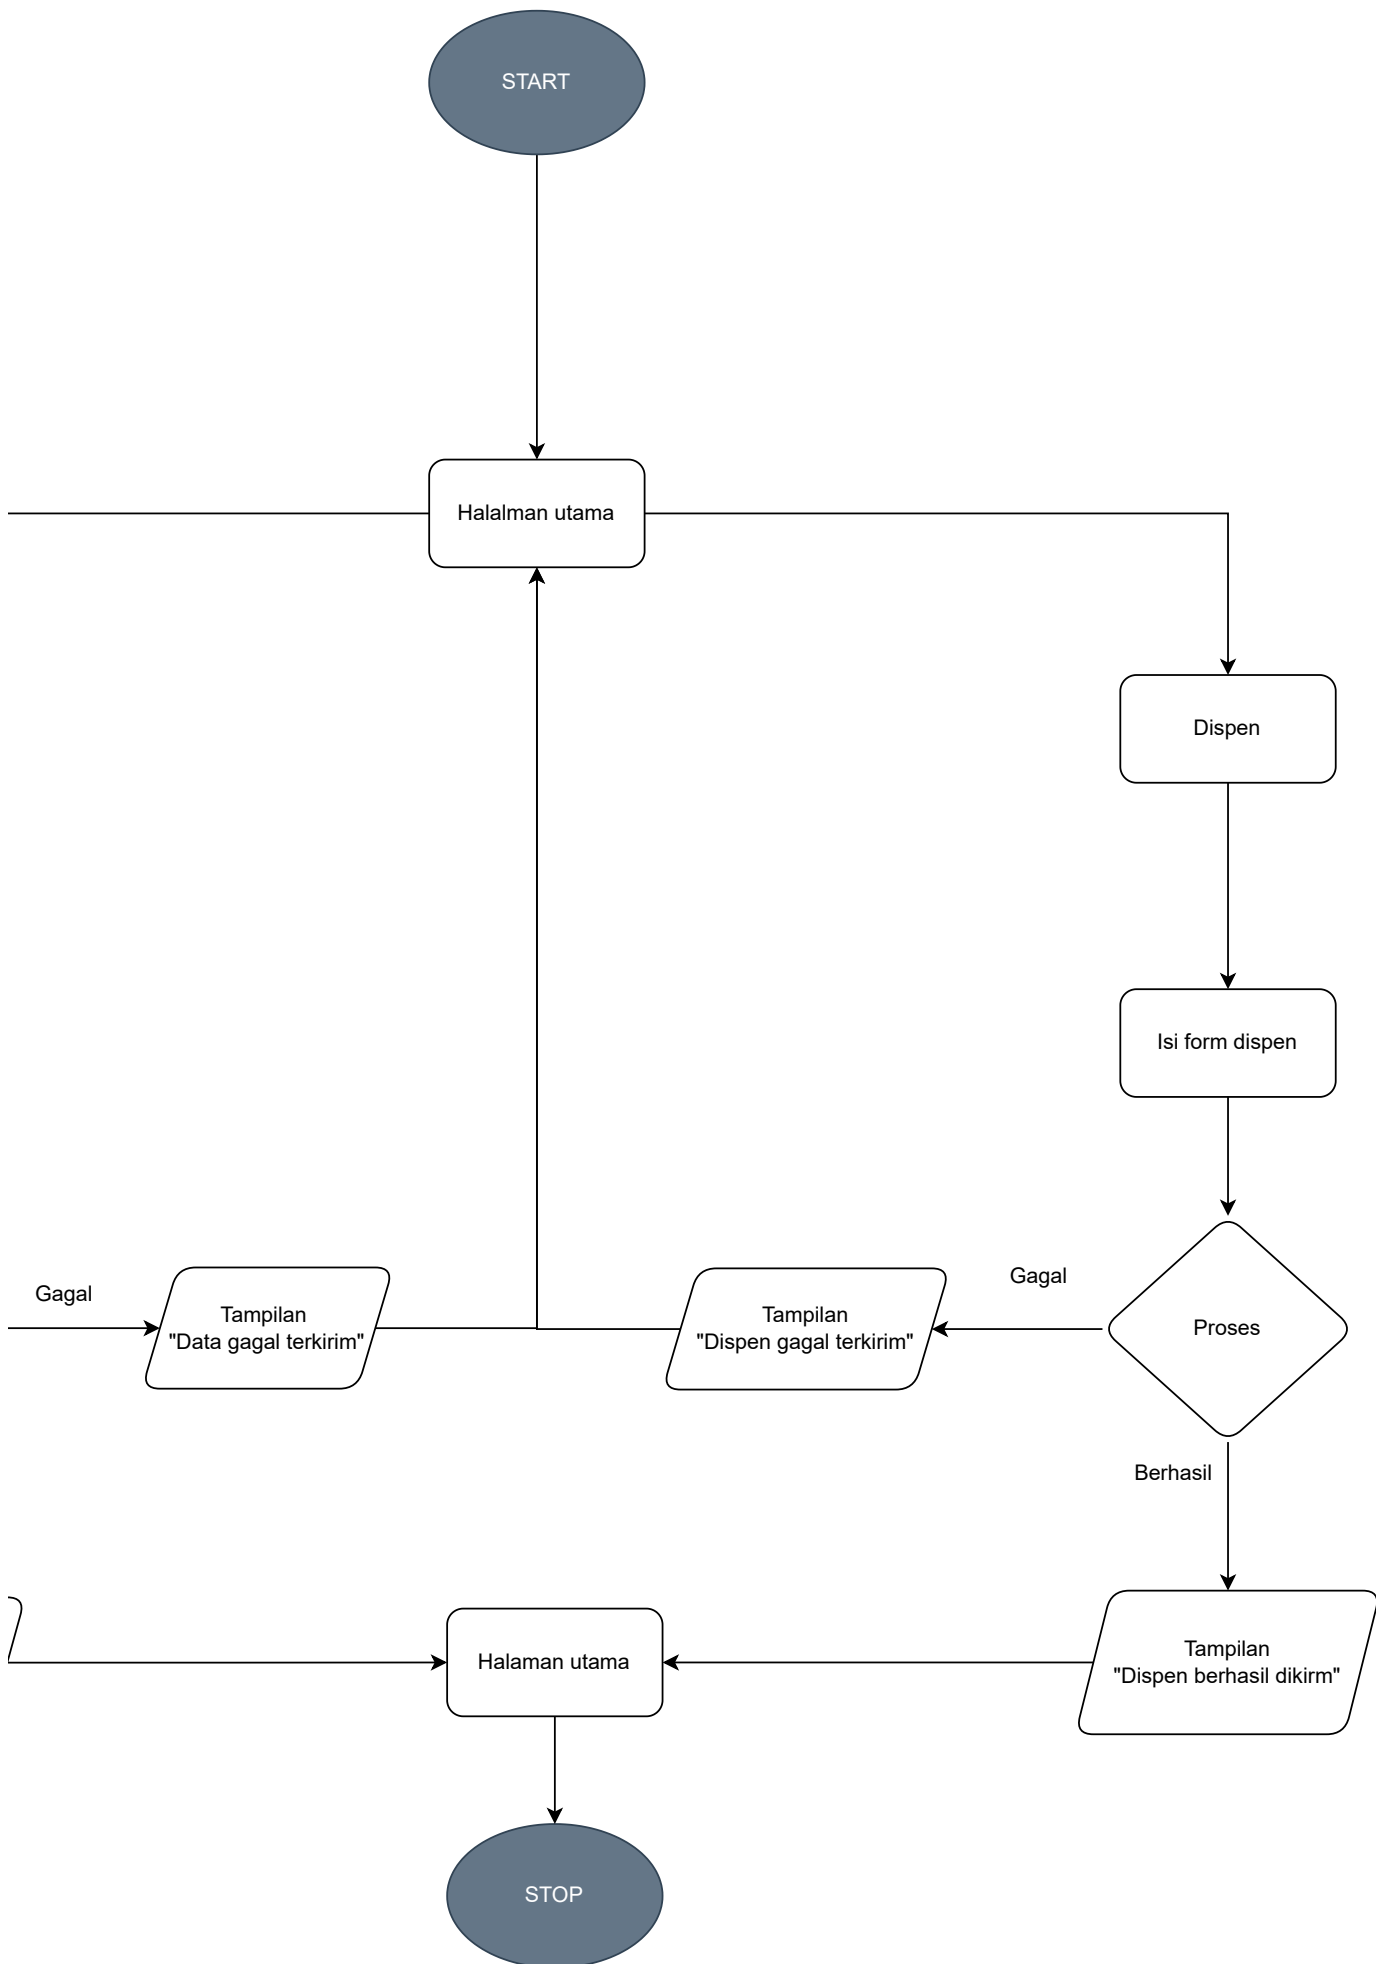 START
Halalman utama
Dispen
Isi form dispen
Gagal
Tampilan
"Data gagal terkirim"
Tampilan
"Dispen gagal terkirim"
Gagal
Proses
Berhasil
Halaman utama
Tampilan
"Dispen berhasil dikirm"
STOP